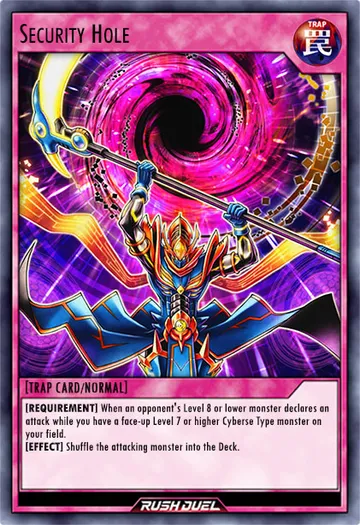 SECURITY HOLE
TRAP
罠
[TRAP CARD/NORMAL]
[REQUIREMENT] When an opponent's Level 8 or lower monster declares an
attack while you have a face-up Level 7 or higher Cyberse Type monster on
your field.
[EFFECT] Shuffle the attacking monster into the Deck.
RUSH DUEL